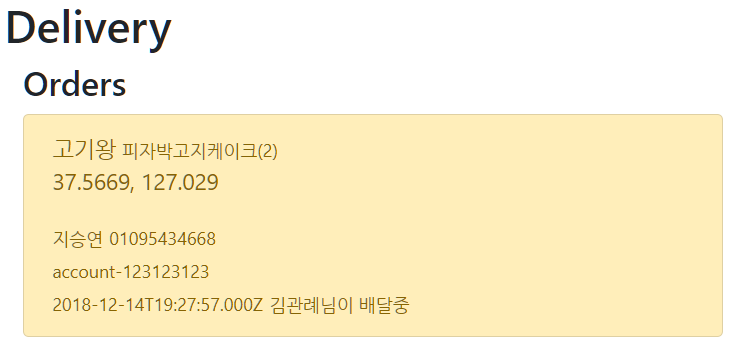 Delivery
Orders
고기왕 피자박고지케이크(2)
37.5669, 127.029
지승연 01095434668
account-123123123
2018-12-14T19:27:57.000Z 김관례님이 배달중